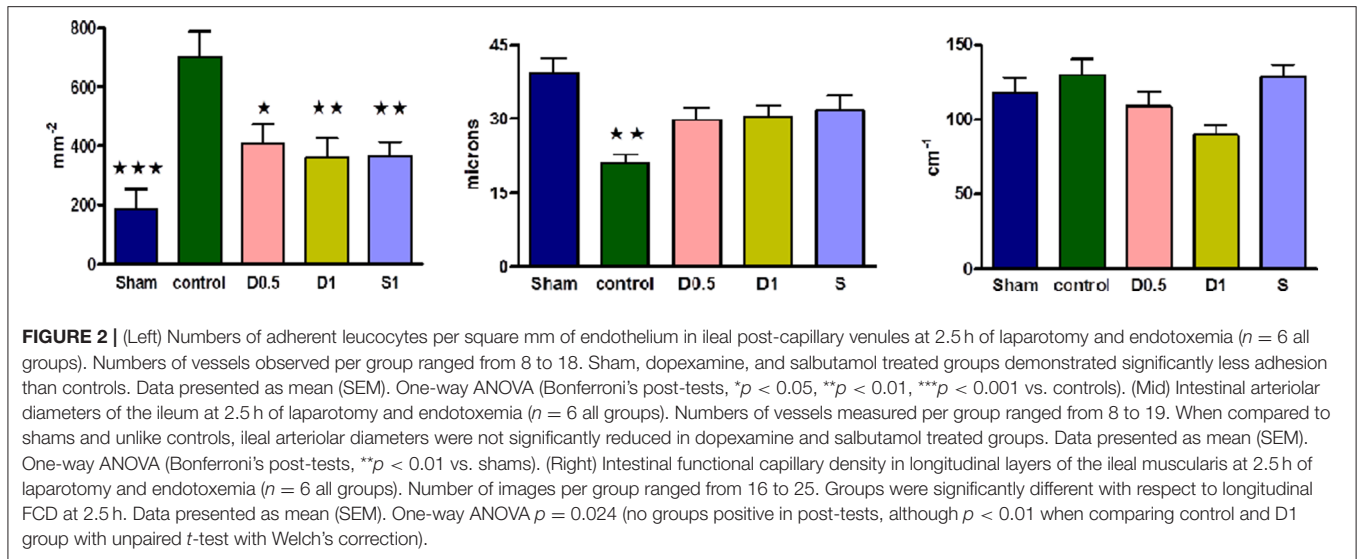 800
600
400
200
0
mm-2
★★★
★
★★
★★
Sham control D0.5 D1 S1
45
30
15
0
microns
★★
Sham control D0.5 D1 S
150
100
50
0
cm-1
Sham control D0.5 D1 S
FIGURE 2 | (Left) Numbers of adherent leucocytes per square mm of endothelium in ileal post-capillary venules at 2.5 h of laparotomy and endotoxemia (n = 6 all
groups). Numbers of vessels observed per group ranged from 8 to 18. Sham, dopexamine, and salbutamol treated groups demonstrated significantly less adhesion
than controls. Data presented as mean (SEM). One-way ANOVA (Bonferroni's post-tests, *p < 0.05, **p < 0.01, ***p < 0.001 vs. controls). (Mid) Intestinal arteriolar
diameters of the ileum at 2.5 h of laparotomy and endotoxemia (n = 6 all groups). Numbers of vessels measured per group ranged from 8 to 19. When compared to
shams and unlike controls, ileal arteriolar diameters were not significantly reduced in dopexamine and salbutamol treated groups. Data presented as mean (SEM).
One-way ANOVA (Bonferroni's post-tests, **p < 0.01 vs. shams). (Right) Intestinal functional capillary density in longitudinal layers of the ileal muscularis at 2.5 h of
laparotomy and endotoxemia (n = 6 all groups). Number of images per group ranged from 16 to 25. Groups were significantly different with respect to longitudinal
FCD at 2.5 h. Data presented as mean (SEM). One-way ANOVA p = 0.024 (no groups positive in post-tests, although p < 0.01 when comparing control and D1
group with unpaired t-test with Welch's correction).